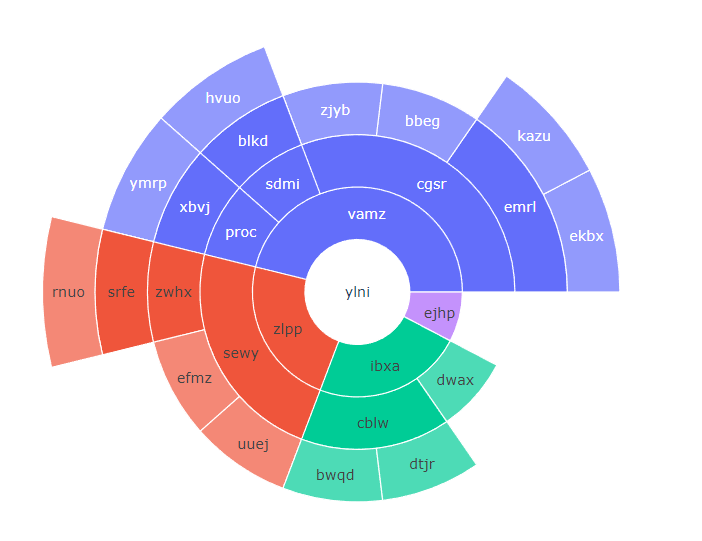 hvuo
zjyb
bbeg
kazu
blkd
ymrp
sdmi
cgsr
xbvj
emrl
vamz
proc
ekbx
rnuo
srfe
zwhx
ylni
ejhp
zlpp
sewy
ibxa
efmz
dwax
cblw
uuej
dtjr
bwqd